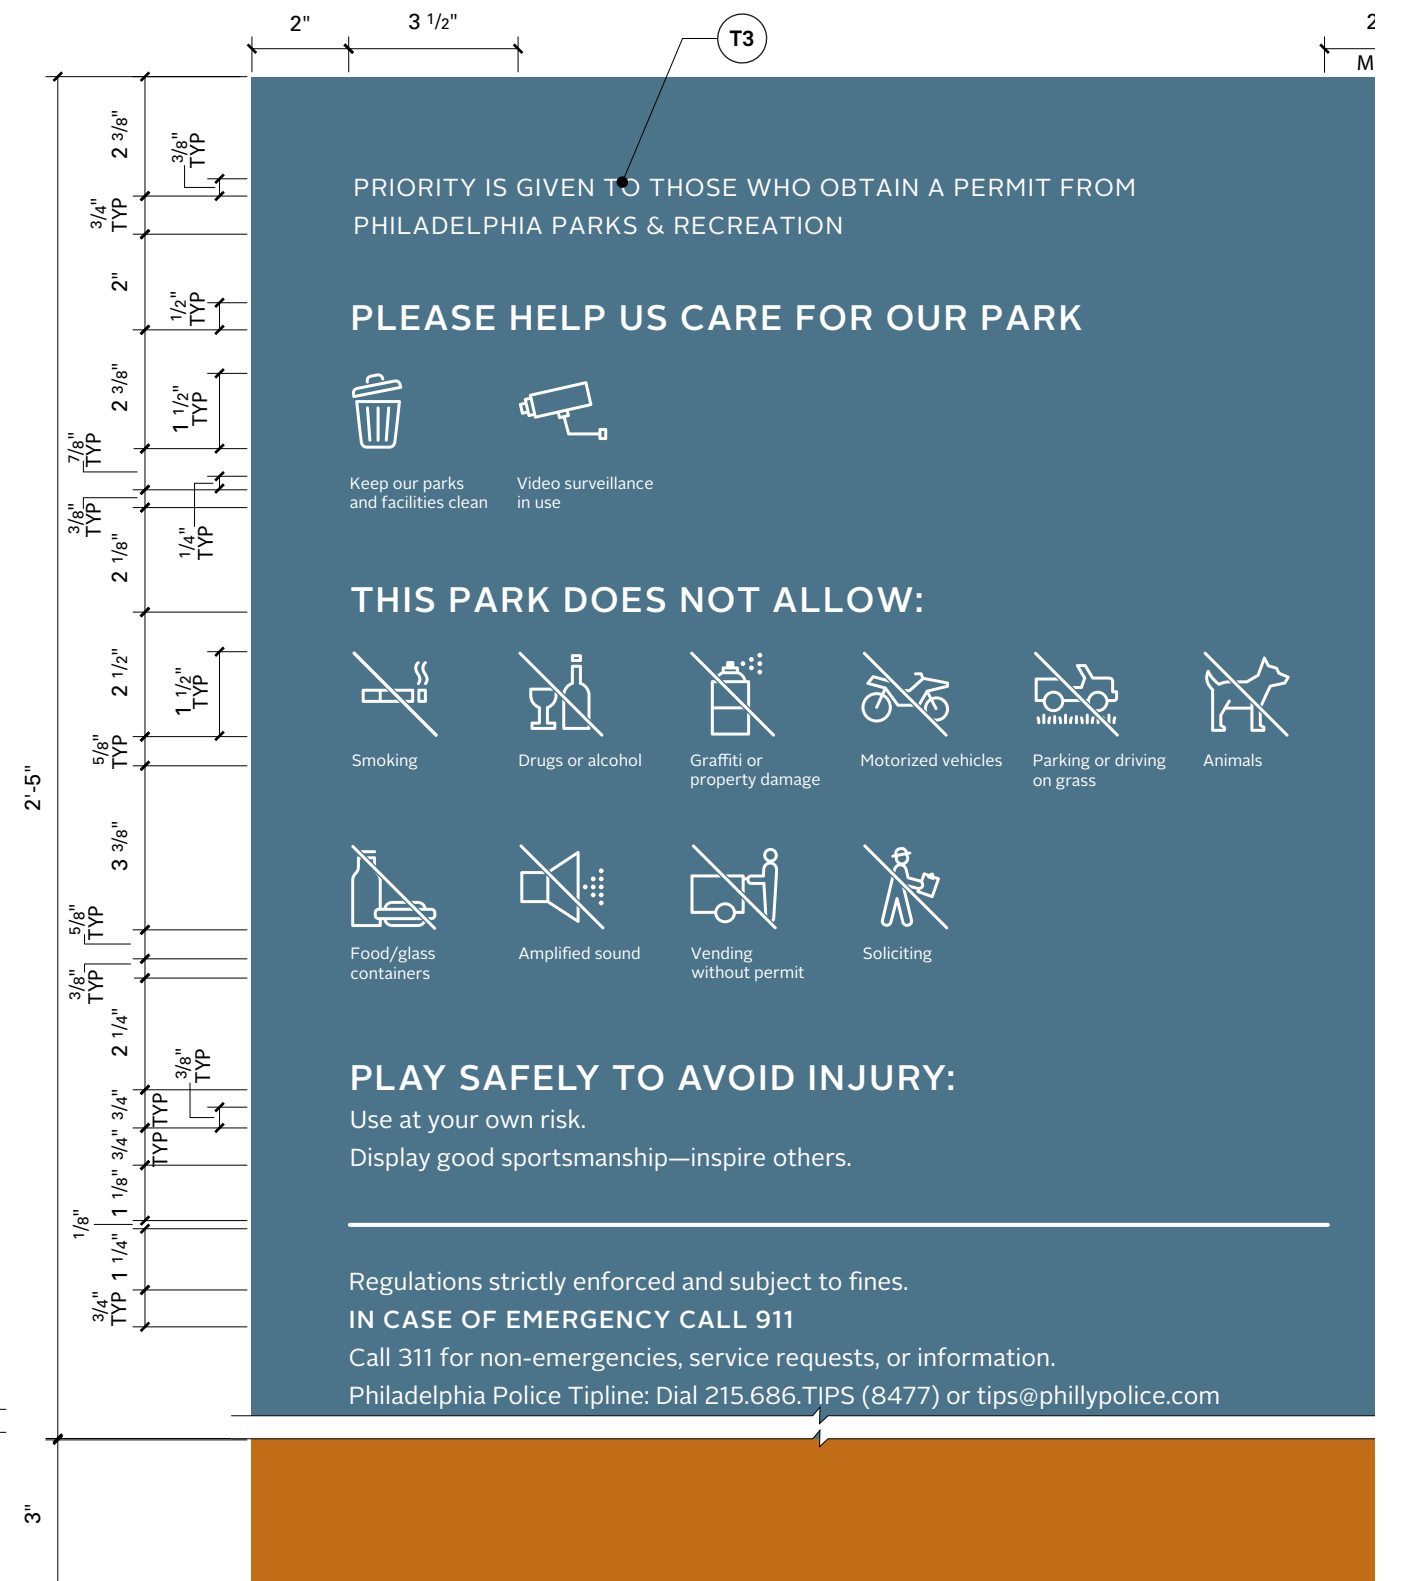 2" 3 1/2" T3 2
M
2 3/8"
3/8"
TYP
3/4"
TYP
2"
1/2"
TYP
2 3/8"
1 1/2"
TYP
7/8"
TYP
3/8"
TYP
1/4"
TYP
2 1/8"
2 1/2"
1 1/2"
TYP
5/8"
TYP
2'-5"
3 3/8"
5/8"
TYP
3/8"
TYP
2 1/4"
3/8"
TYP
3/4" TYP
3/4" TYP
1 1/8"
1/8"
1 1/4"
3/4"
TYP
3"
PRIORITY IS GIVEN TO THOSE WHO OBTAIN A PERMIT FROM
PHILADELPHIA PARKS & RECREATION
PLEASE HELP US CARE FOR OUR PARK
Keep our parks
and facilities clean
Video surveillance
in use
THIS PARK DOES NOT ALLOW:
Smoking
Drugs or alcohol
Graffiti or
property damage
Motorized vehicles
Parking or driving
on grass
Animals
Food/glass
containers
Amplified sound
Vending
without permit
Soliciting
PLAY SAFELY TO AVOID INJURY:
Use at your own risk.
Display good sportsmanship—inspire others.
Regulations strictly enforced and subject to fines.
IN CASE OF EMERGENCY CALL 911
Call 311 for non-emergencies, service requests, or information.
Philadelphia Police Tipline: Dial 215.686.TIPS (8477) or tips@phillypolice.com